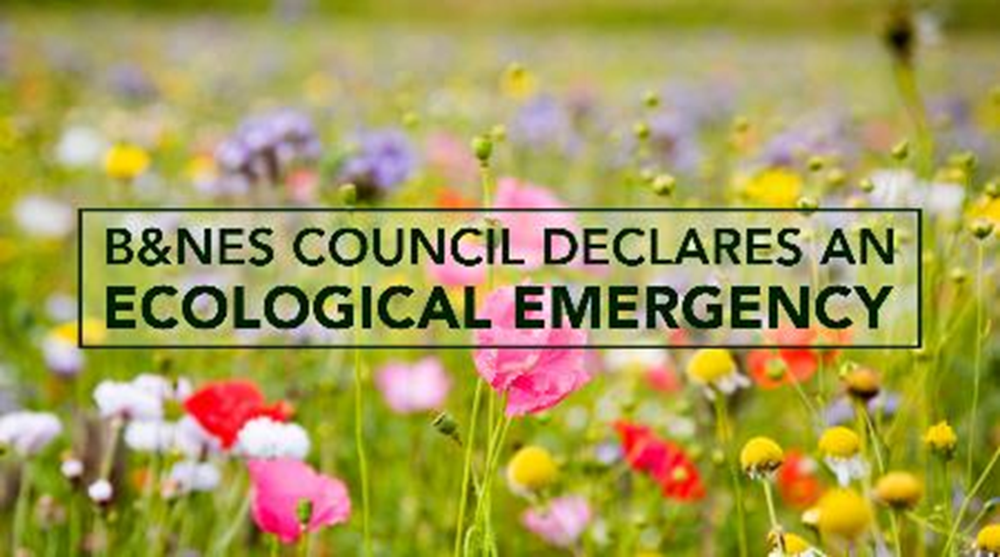 B&NES COUNCIL DECLARES AN
ECOLOGICAL EMERGENCY